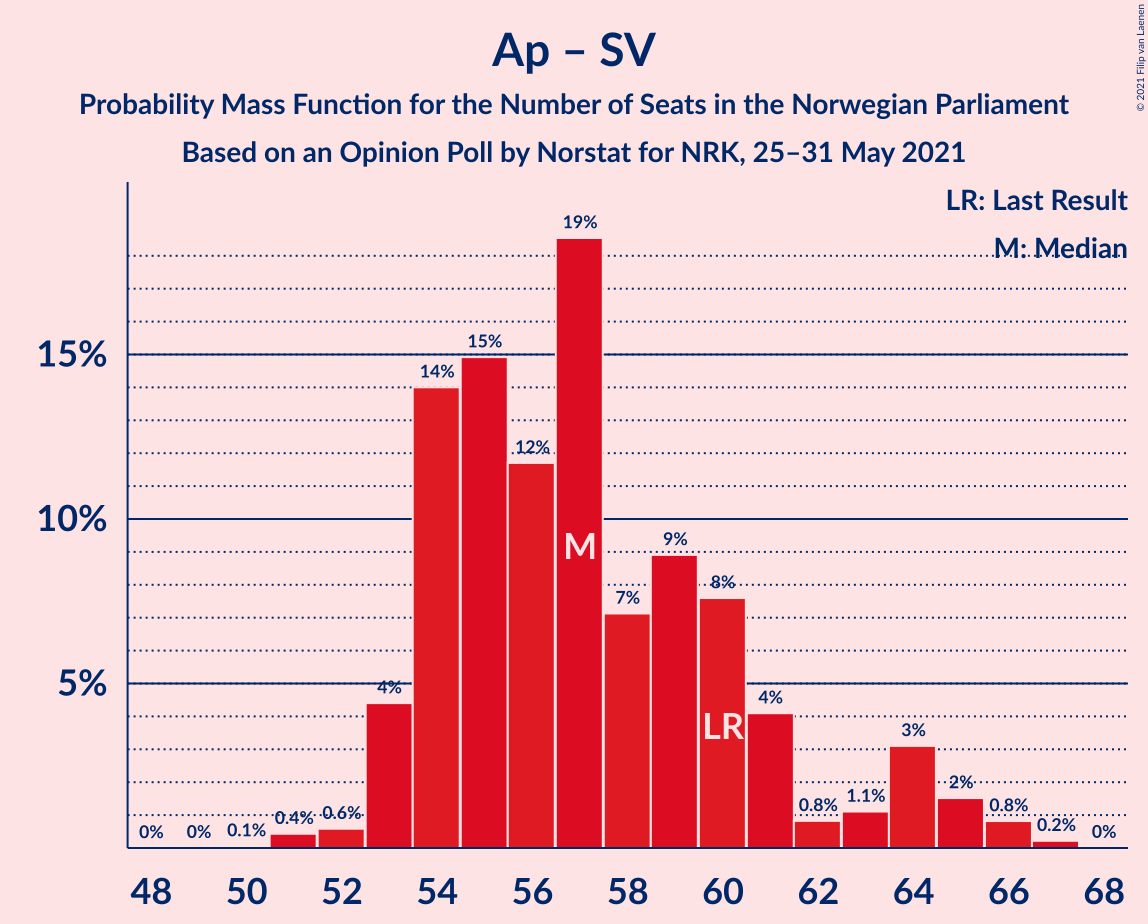 Ap – SV
Probability Mass Function for the Number of Seats in the Norwegian Parliament
Based on an Opinion Poll by Norstat for NRK, 25–31 May 2021
© 2021 Filip van Laenen
LR: Last Result
M: Median
15%
10%
5%
0%
0%
0.1%
0.4%
0.6%
4%
14%
15%
12%
19%
7%
9%
8%
4%
0.8%
1.1%
3%
2%
0.8%
0.2%
0%
M
LR
48 50 52 54 56 58 60 62 64 66 68